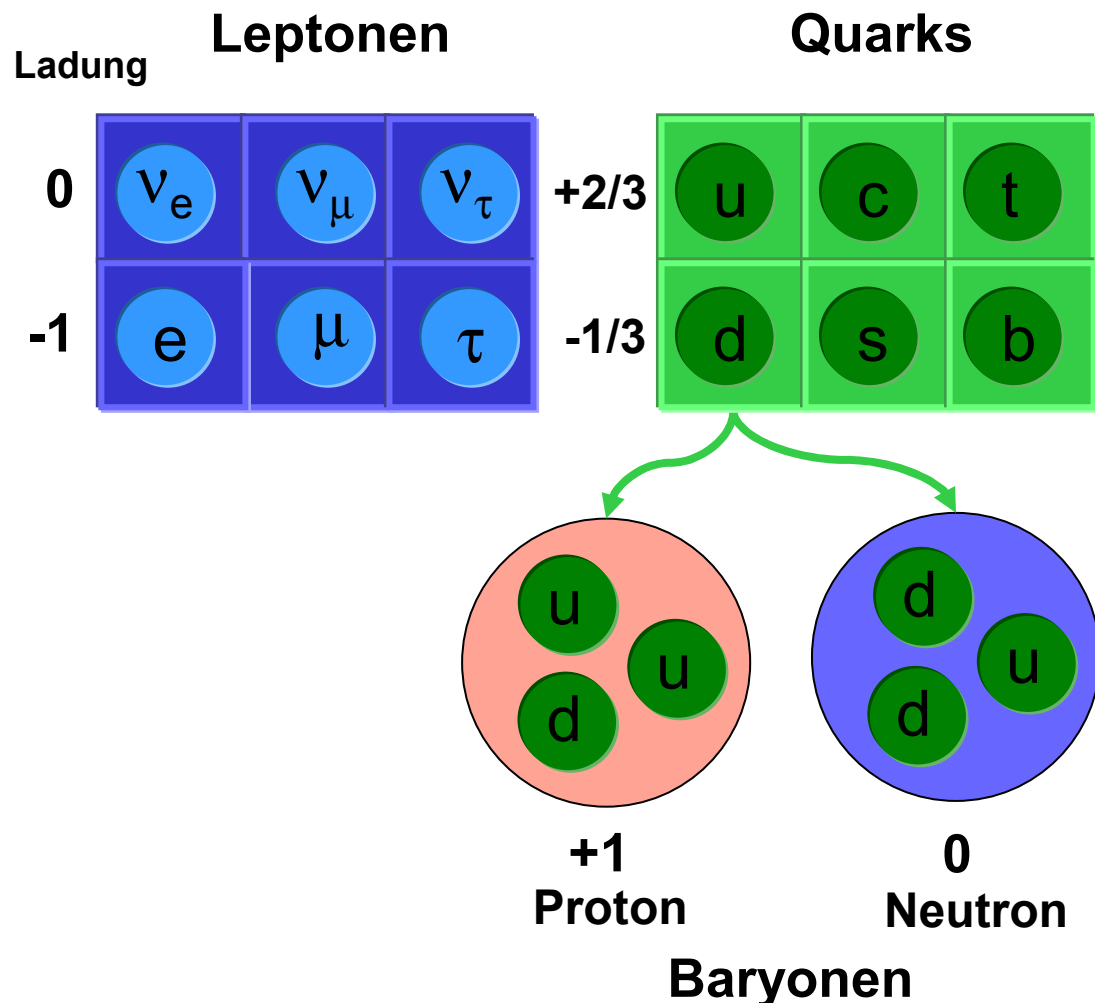 Leptonen
Quarks
Ladung
0
νe
νμ
ντ
+2/3
u
c
t
-1
e
μ
τ
-1/3
d
s
b
u
u
d
d
u
d
+1
0
Proton
Neutron
Baryonen